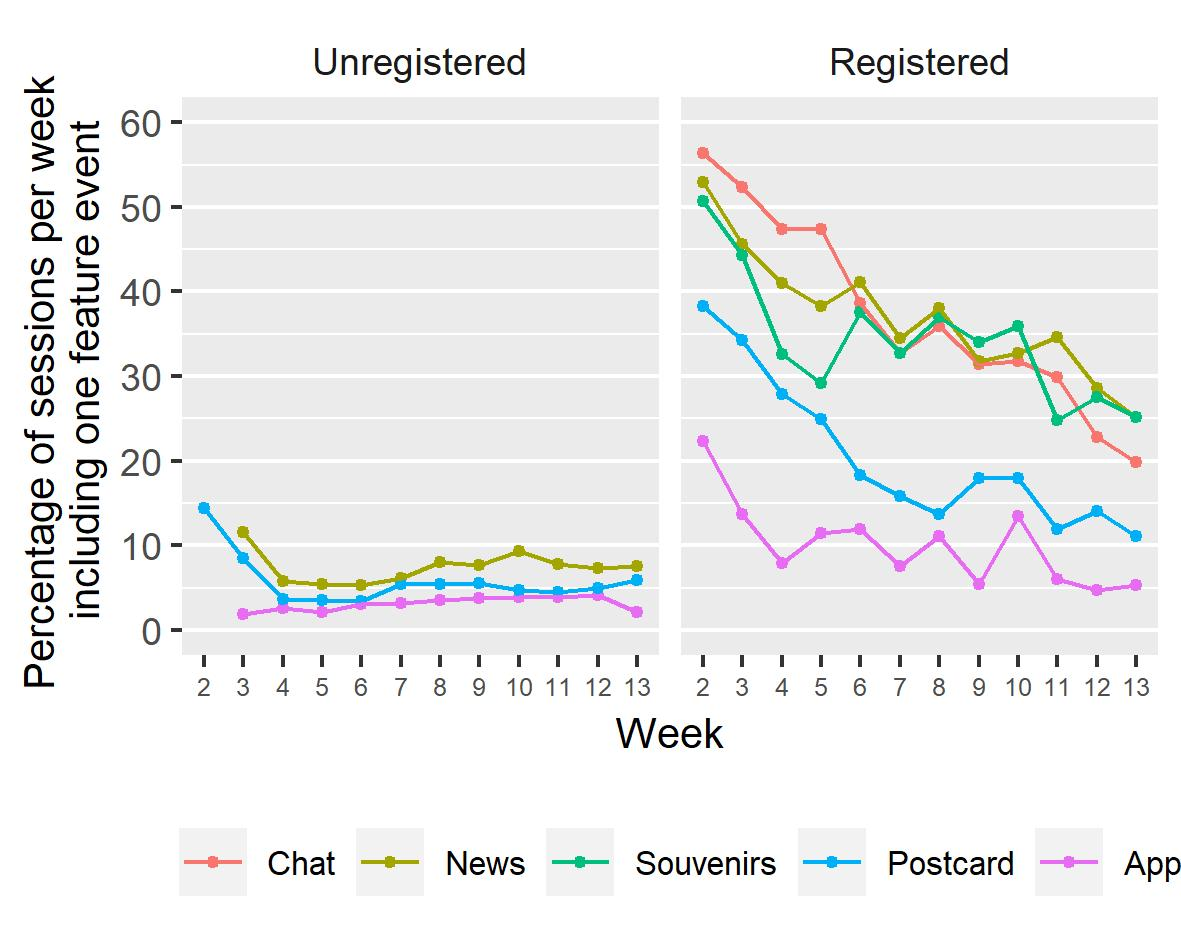 Unregistered Registered
Percentage of sessions per week
including one feature event
60
50
40
30
20
10
0
2 3 4 5 6 7 8 9 10 11 12 13 2 3 4 5 6 7 8 9 10 11 12 13
Week
Chat News Souvenirs Postcard App